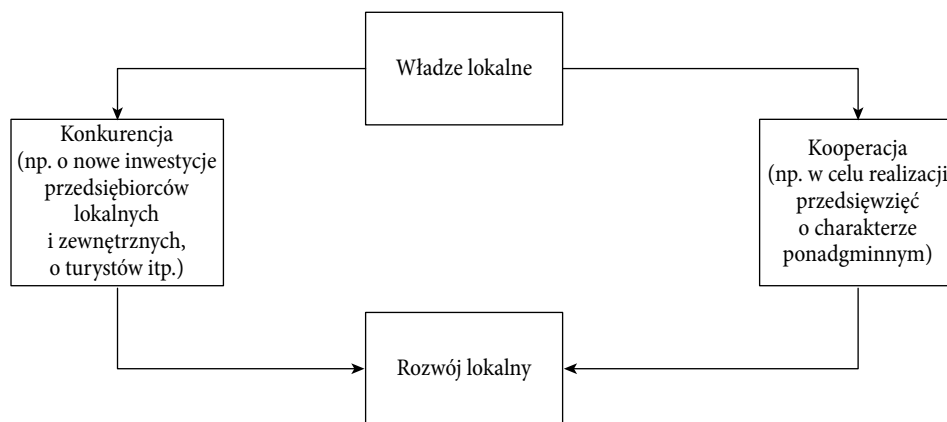 Władze lokalne
Konkurencja
(np. o nowe inwestycje
przedsiębiorców
lokalnych
i zewnętrznych,
o turystów itp.)
Kooperacja
(np. w celu realizacji
przedsięwzięć
o charakterze
ponadgminnym)
Rozwój lokalny